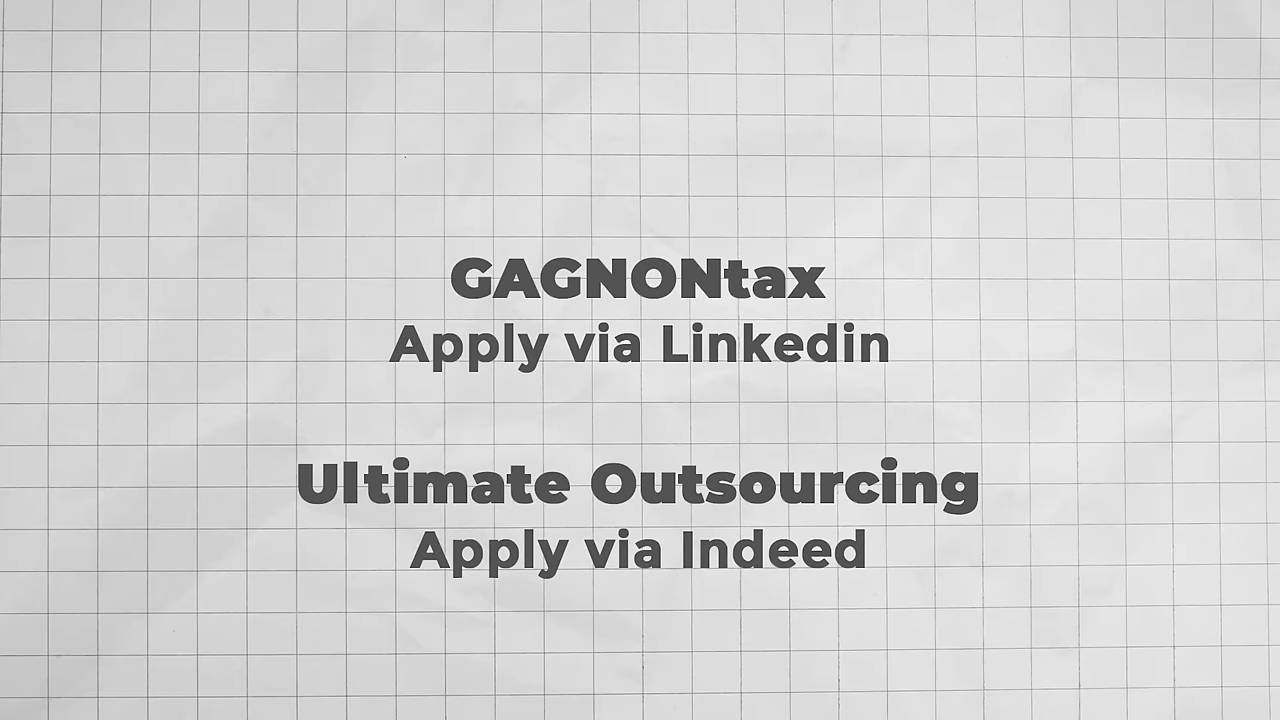 GAGNONtax
Apply via Linkedin
Ultimate Outsourcing
Apply via Indeed